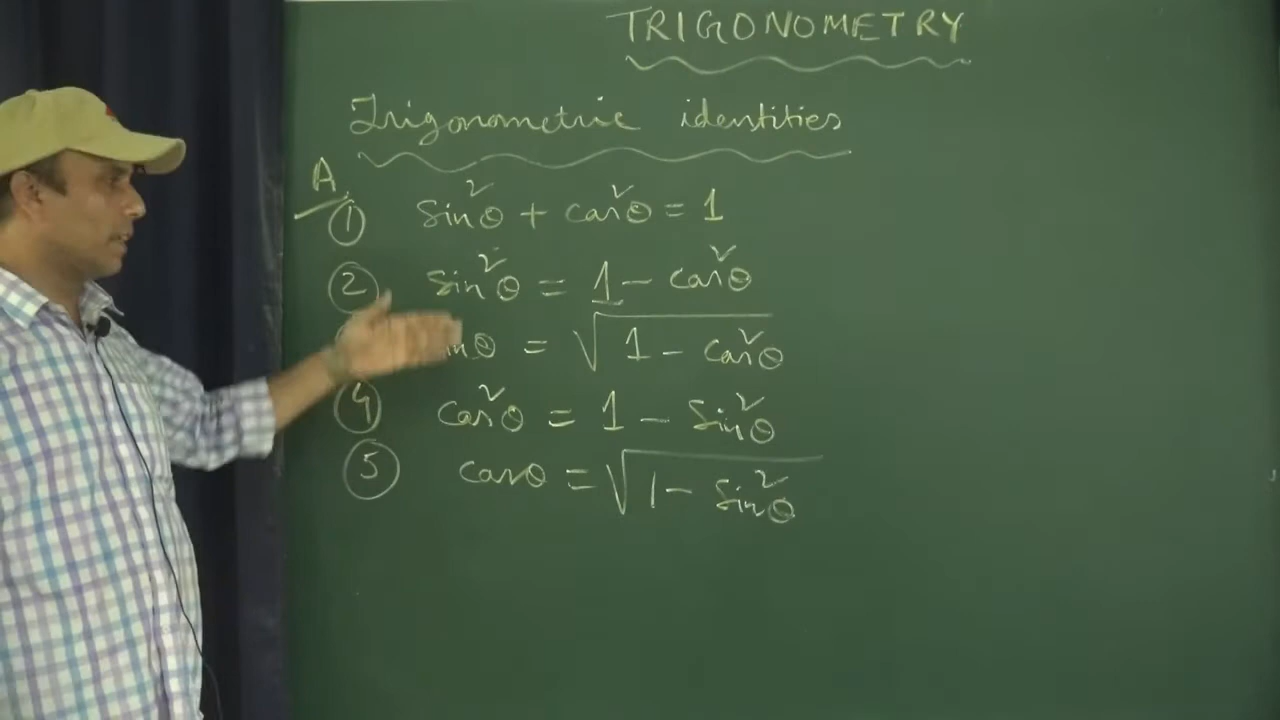 TRIGONOMETRY
Trigonometric identities
A
① sin²θ + cos²θ = 1
② sin²θ = 1 - cos²θ
inθ = √(1 - cos²θ)
④ cos²θ = 1 - sin²θ
⑤ cosθ = √(1 - sin²θ)